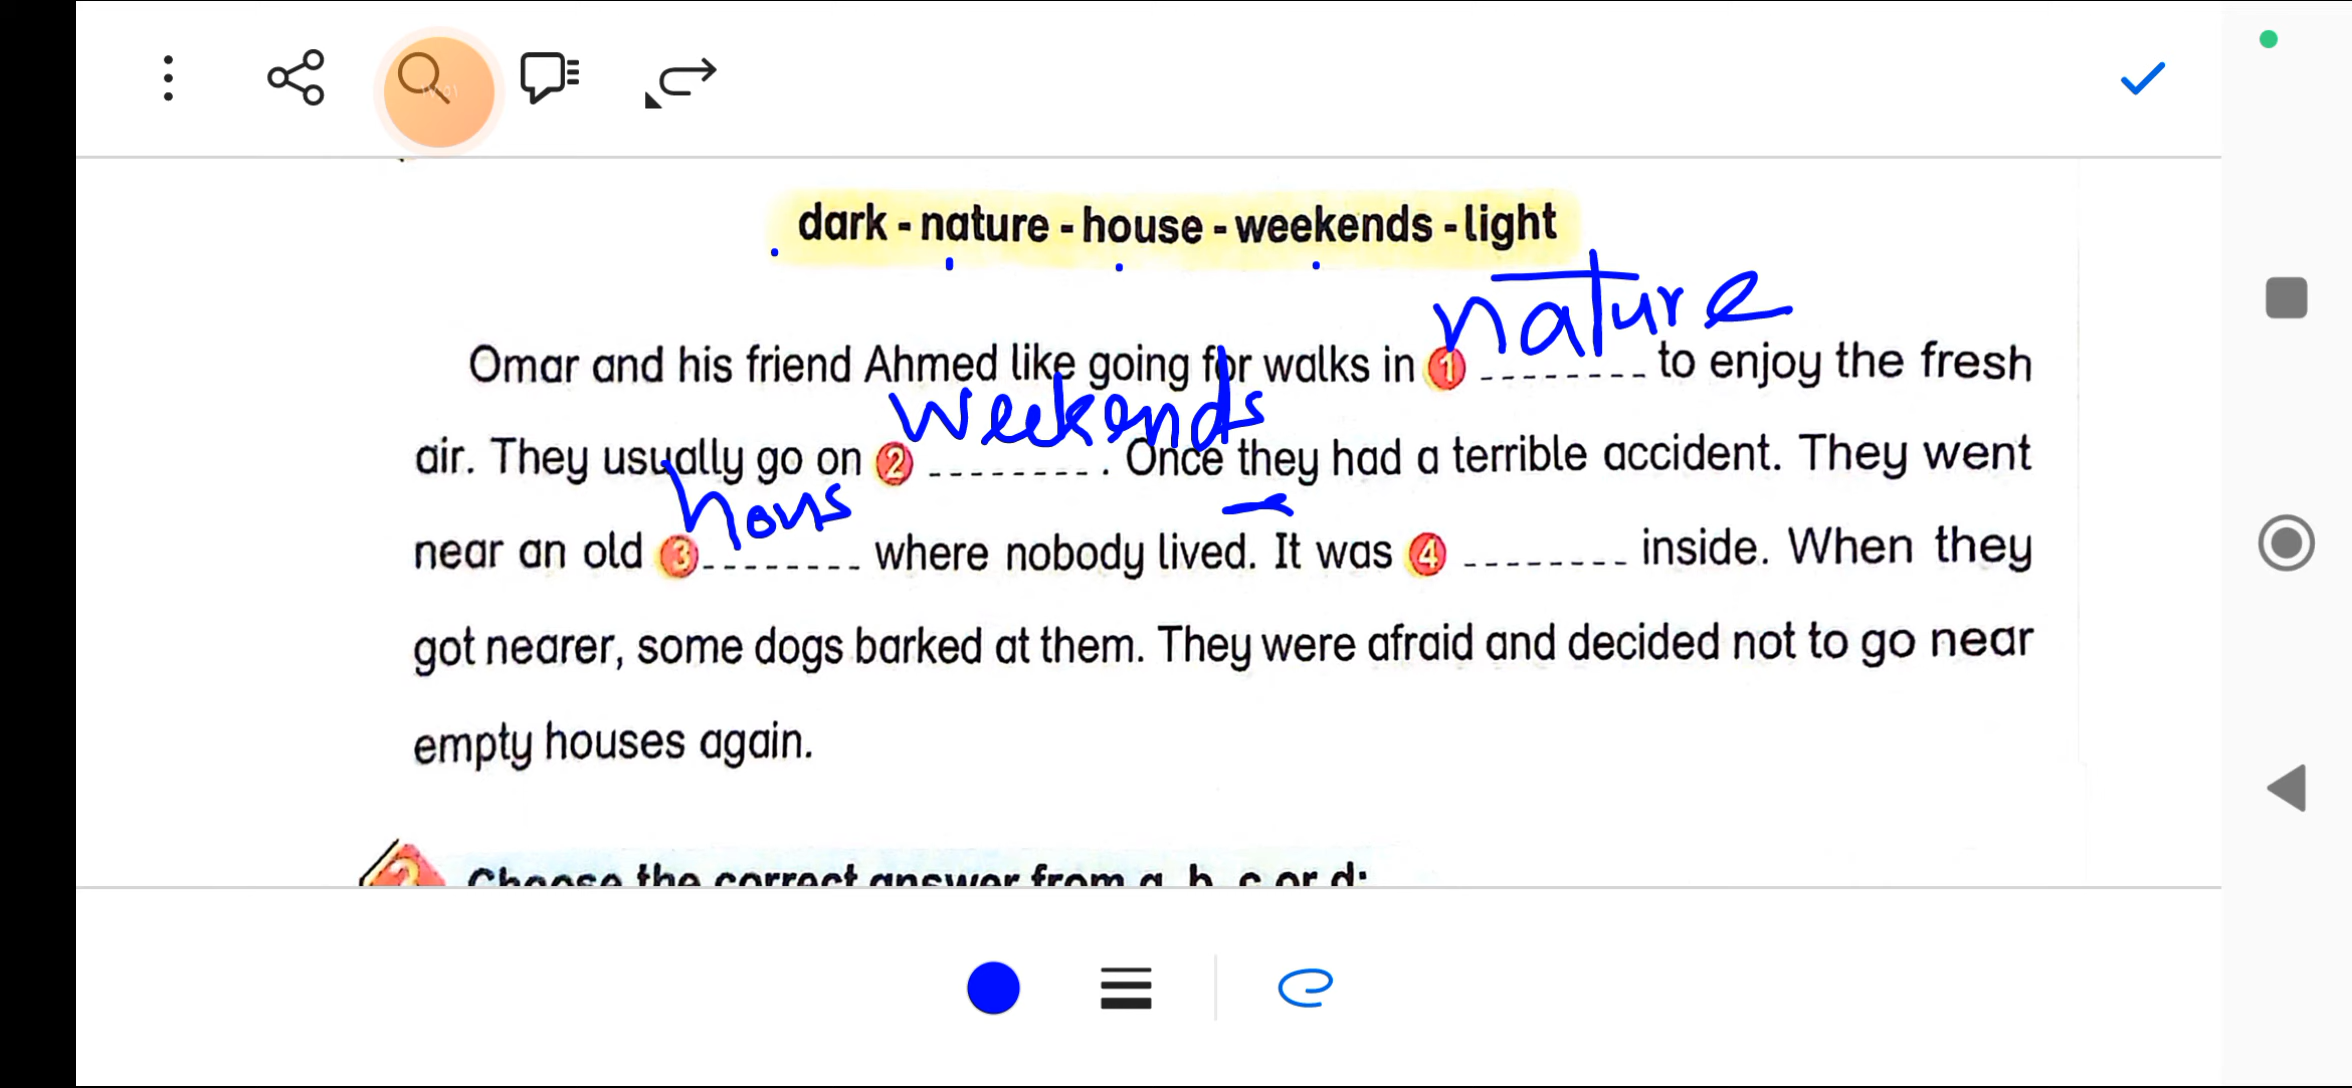 dark - nature - house - weekends - light
nature
Omar and his friend Ahmed like going for walks in 1 -------- to enjoy the fresh
weekends
air. They usually go on 2 -------- . Once they had a terrible accident. They went
hous
near an old 3 -------- where nobody lived. It was 4 -------- inside. When they
got nearer, some dogs barked at them. They were afraid and decided not to go near
empty houses again.
Choose the correct answer from a, b, c or d: